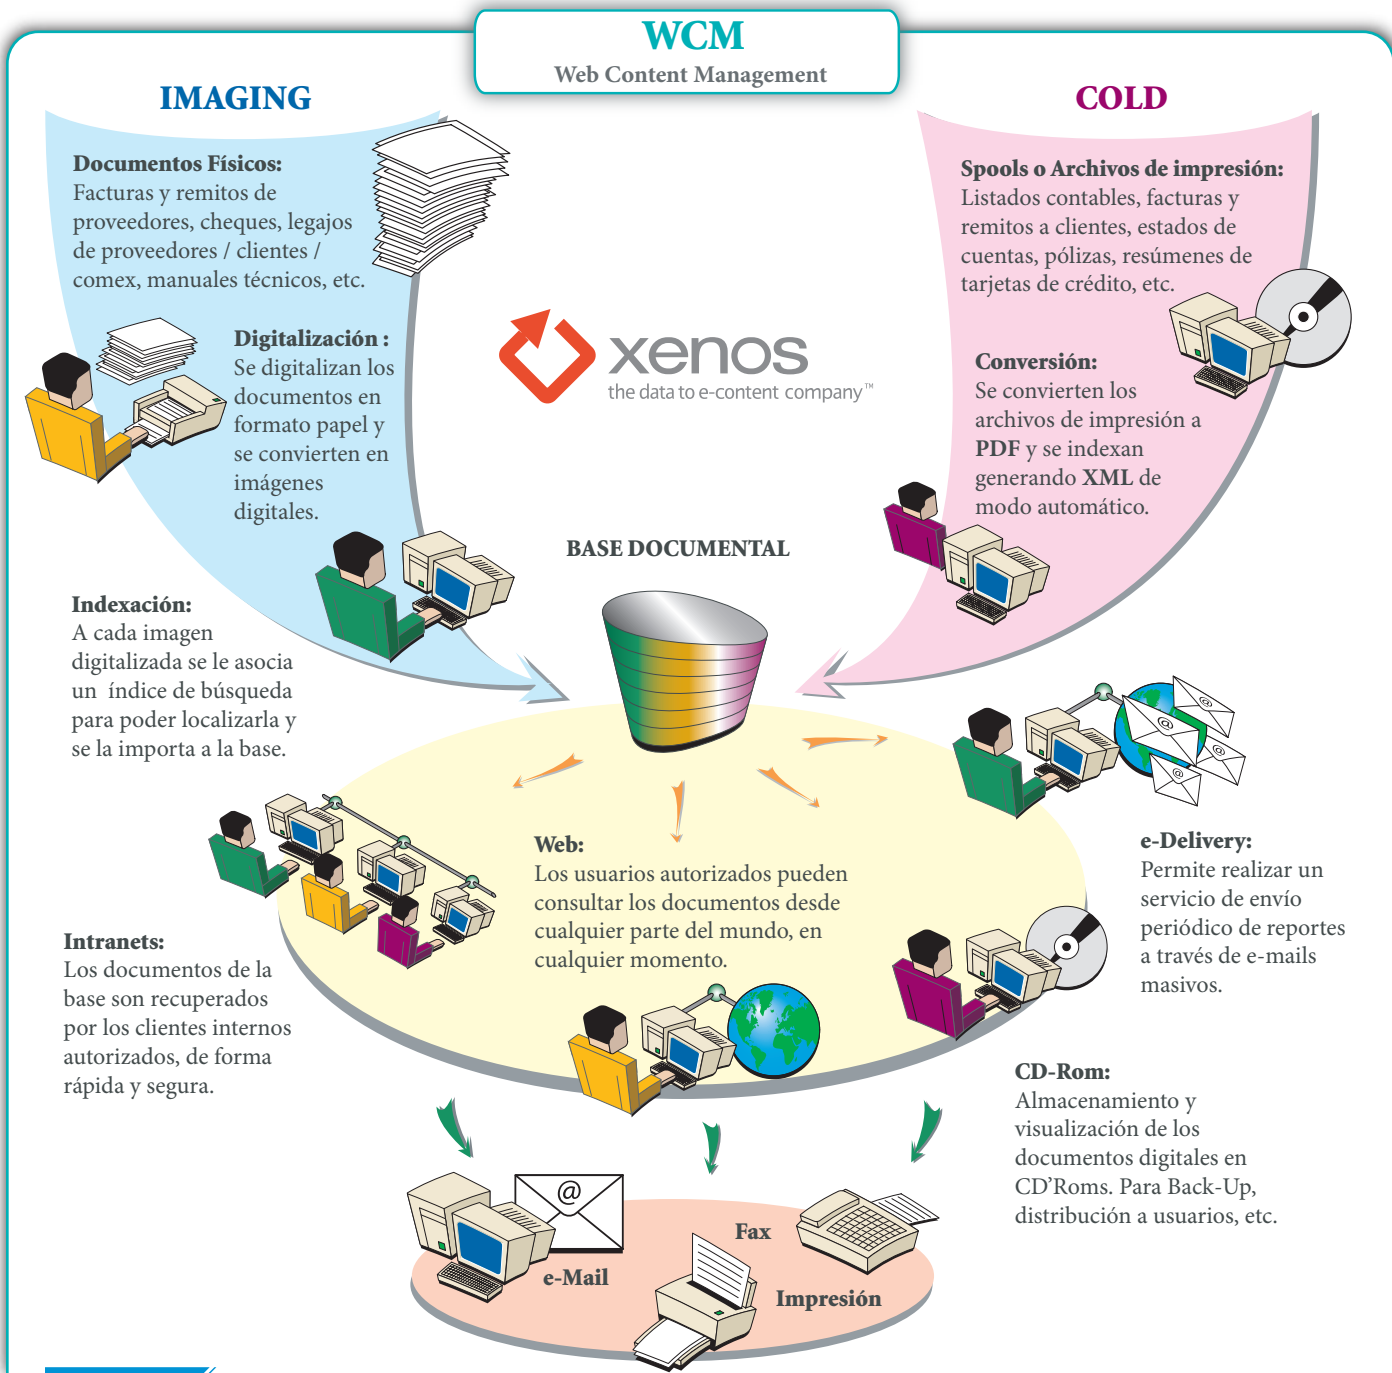 WCM
Web Content Management
IMAGING
Documentos Físicos:
Facturas y remitos de
proveedores, cheques, legajos
de proveedores / clientes /
comex, manuales técnicos, etc.
Digitalización :
Se digitalizan los
documentos en
formato papel y
se convierten en
imágenes
digitales.
Indexación:
A cada imagen
digitalizada se le asocia
un índice de búsqueda
para poder localizarla y
se la importa a la base.
xenos
the data to e-content company™
COLD
Spools o Archivos de impresión:
Listados contables, facturas y
remitos a clientes, estados de
cuentas, pólizas, resúmenes de
tarjetas de crédito, etc.
Conversión:
Se convierten los
archivos de impresión a
PDF y se indexan
generando XML de
modo automático.
BASE DOCUMENTAL
Intranets:
Los documentos de la
base son recuperados
por los clientes internos
autorizados, de forma
rápida y segura.
Web:
Los usuarios autorizados pueden
consultar los documentos desde
cualquier parte del mundo, en
cualquier momento.
@
@
@
@
e-Delivery:
Permite realizar un
servicio de envío
periódico de reportes
a través de e-mails
masivos.
CD-Rom:
Almacenamiento y
visualización de los
documentos digitales en
CD’Roms. Para Back-Up,
distribución a usuarios, etc.
@
e-Mail
Fax
Impresión